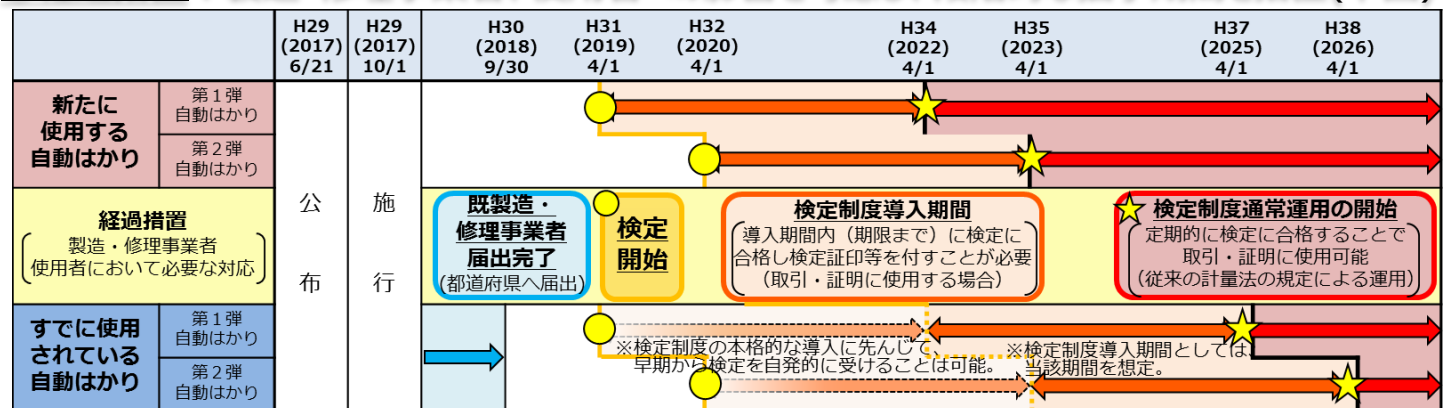 H29
(2017)
6/21
H29
(2017)
10/1
H30
(2018)
9/30
H31
(2019)
4/1
H32
(2020)
4/1
H34
(2022)
4/1
H35
(2023)
4/1
H37
(2025)
4/1
H38
(2026)
4/1
新たに
使用する
自動はかり
第1弾
自動はかり
第2弾
自動はかり
公
布
施
行
経過措置
製造・修理事業者
使用者において必要な対応
既製造・
修理事業者
届出完了
(都道府県へ届出)
検定
開始
検定制度導入期間
導入期間内(期限まで)に検定に
合格し検定証印等を付すことが必要
(取引・証明に使用する場合)
検定制度通常運用の開始
定期的に検定に合格することで
取引・証明に使用可能
(従来の計量法の規定による運用)
すでに使用
されている
自動はかり
第1弾
自動はかり
第2弾
自動はかり
※検定制度の本格的な導入に先んじて、
早期から検定を自発的に受けることは可能。
※検定制度導入期間としては、
当該期間を想定。